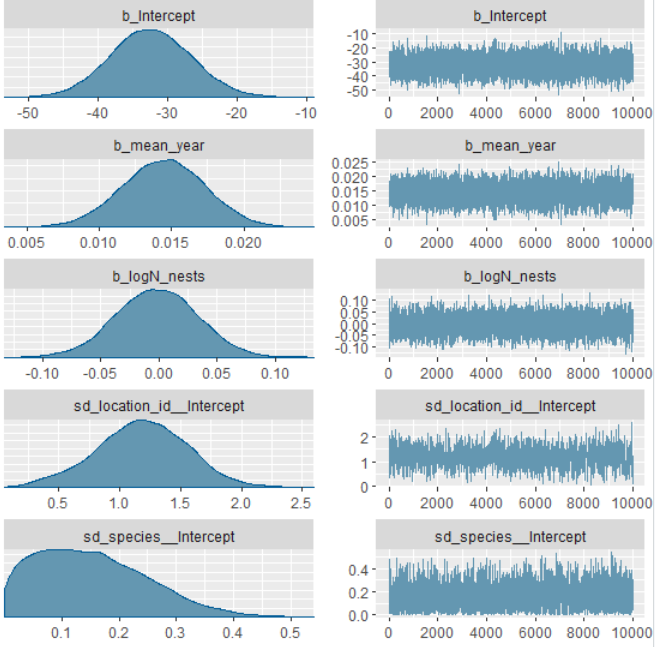 b_Intercept
-50 -40 -30 -20 -10
b_Intercept
-10
-20
-30
-40
-50
0 2000 4000 6000 8000 10000
b_mean_year
0.005 0.010 0.015 0.020
b_mean_year
0.025
0.020
0.015
0.010
0.005
0 2000 4000 6000 8000 10000
b_logN_nests
-0.10 -0.05 0.00 0.05 0.10
b_logN_nests
0.10
0.05
0.00
-0.05
-0.10
0 2000 4000 6000 8000 10000
sd_location_id__Intercept
0.5 1.0 1.5 2.0 2.5
sd_location_id__Intercept
2
1
0
0 2000 4000 6000 8000 10000
sd_species__Intercept
0.1 0.2 0.3 0.4 0.5
sd_species__Intercept
0.4
0.2
0.0
0 2000 4000 6000 8000 10000